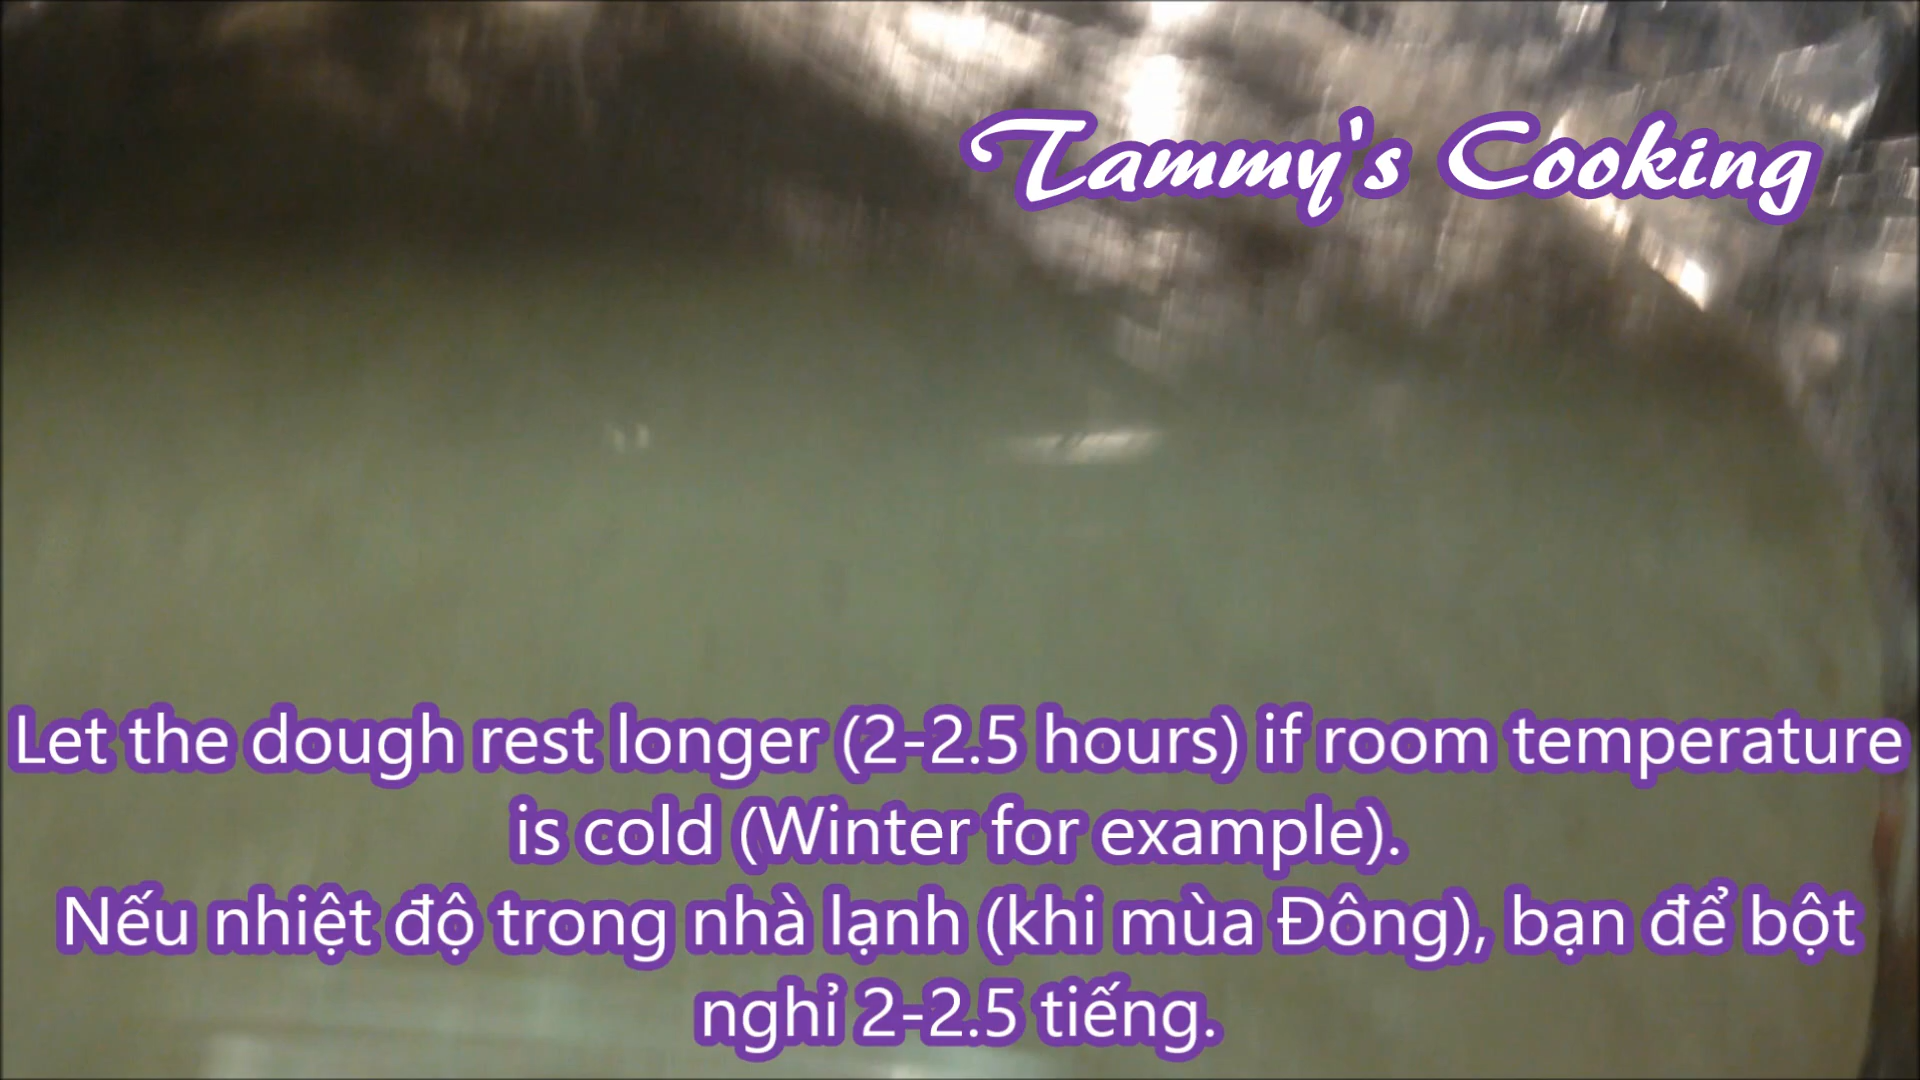 Tammy's Cooking
Let the dough rest longer (2-2.5 hours) if room temperature
is cold (Winter for example).
Nếu nhiệt độ trong nhà lạnh (khi mùa Đông), bạn để bột
nghỉ 2-2.5 tiếng.